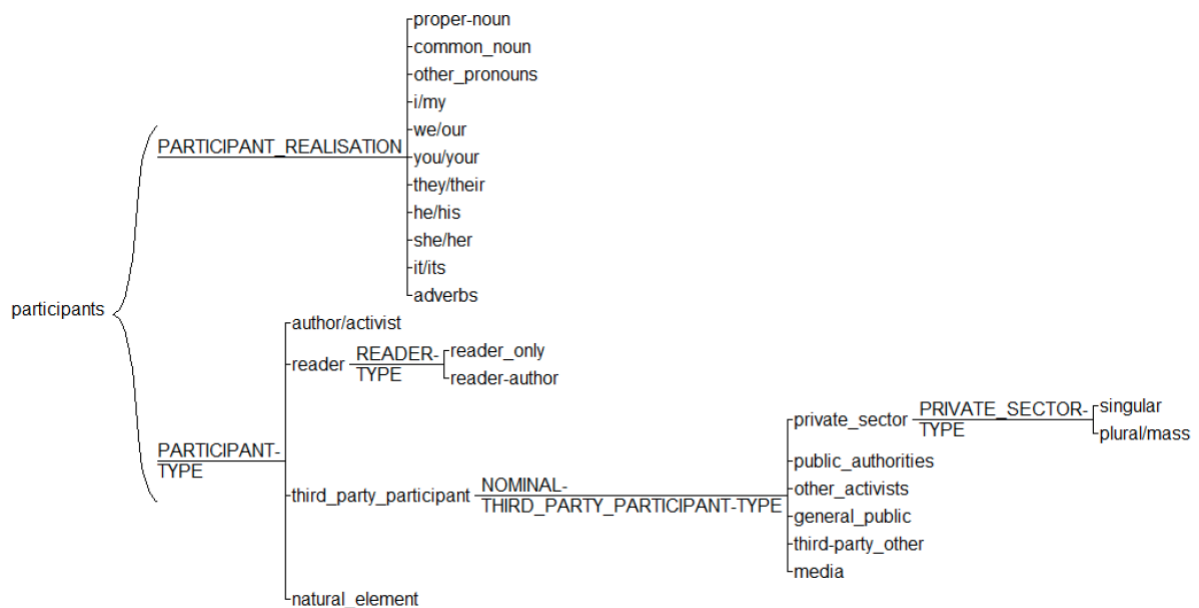 proper-noun
common_noun
other_pronouns
i/my
we/our
PARTICIPANT_REALISATION
you/your
they/their
he/his
she/her
it/its
adverbs
participants
author/activist
reader
READER-
TYPE
reader_only
reader-author
PARTICIPANT-
TYPE
third_party_participant
NOMINAL-
THIRD_PARTY_PARTICIPANT-TYPE
private_sector
PRIVATE_SECTOR-
TYPE
singular
plural/mass
public_authorities
other_activists
general_public
third-party_other
media
natural_element